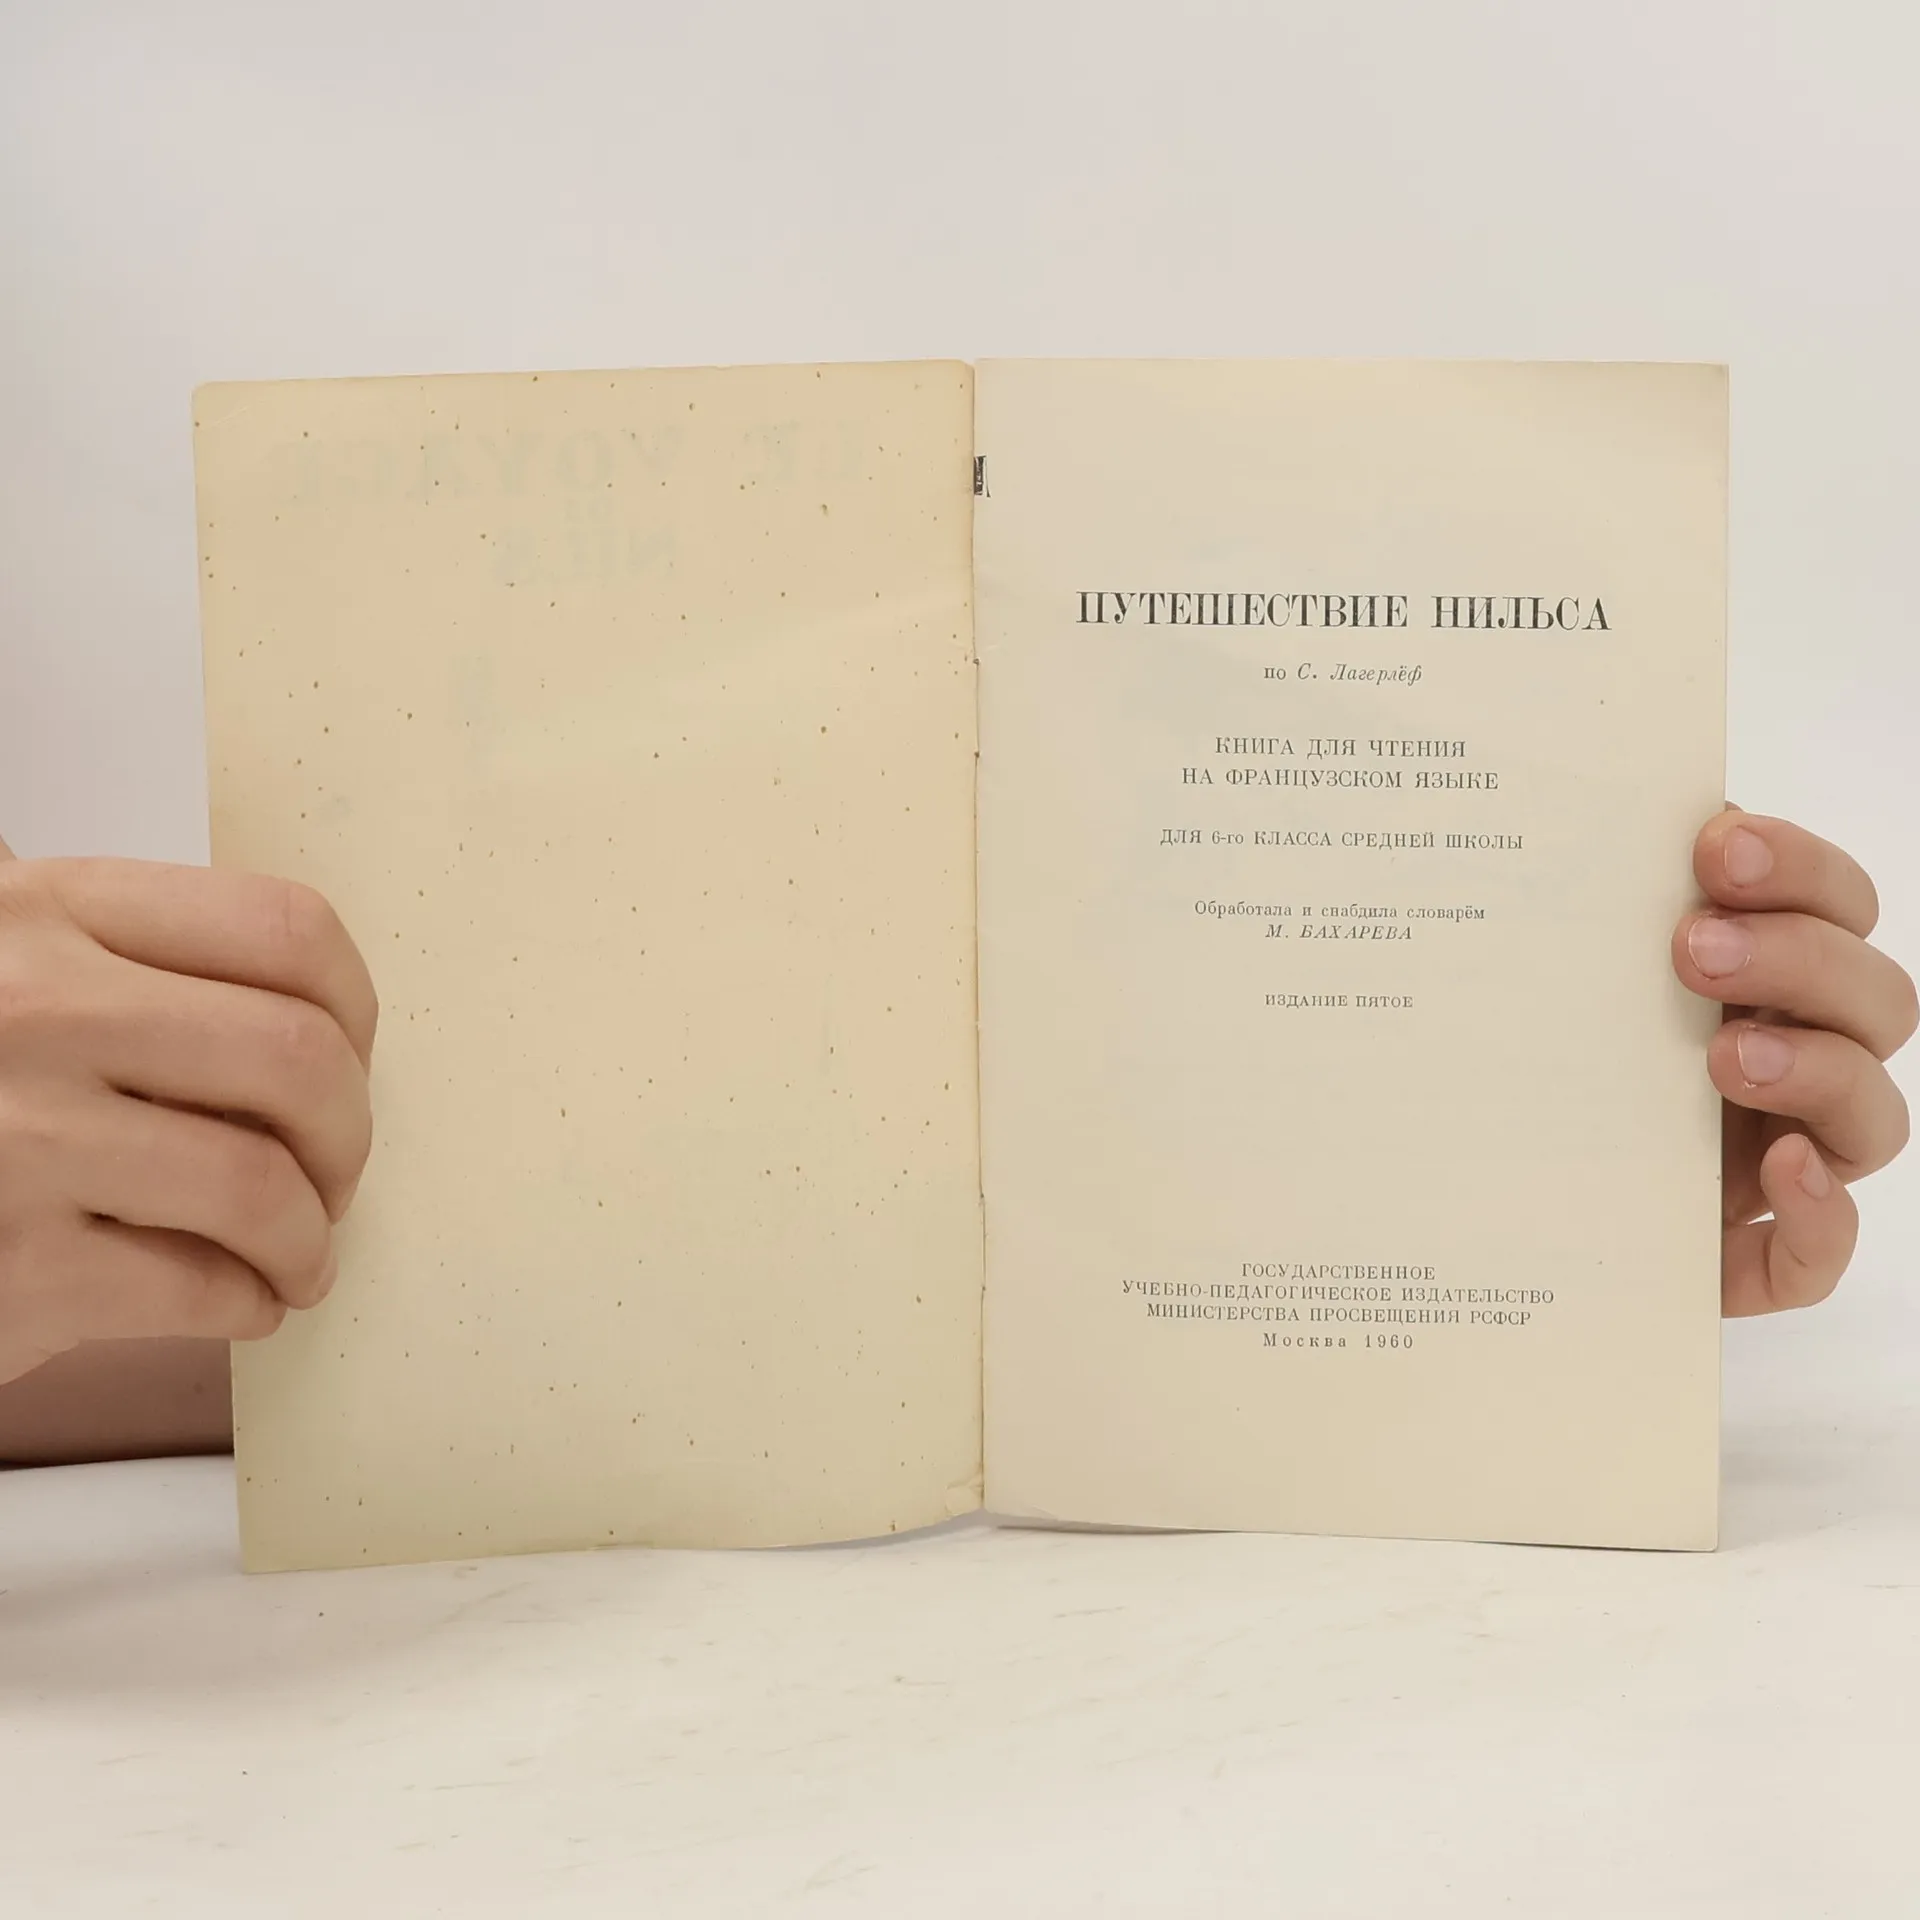 ПУТЕШЕСТВИЕ НИЛЬСА
по С. Лагерлёф
КНИГА ДЛЯ ЧТЕНИЯ
НА ФРАНЦУЗСКОМ ЯЗЫКЕ
ДЛЯ 6-го КЛАССА СРЕДНЕЙ ШКОЛЫ
Обработала и снабдила словарём
М. БАХАРЕВА
ИЗДАНИЕ ПЯТОЕ
ГОСУДАРСТВЕННОЕ
УЧЕБНО-ПЕДАГОГИЧЕСКОЕ ИЗДАТЕЛЬСТВО
МИНИСТЕРСТВА ПРОСВЕЩЕНИЯ РСФСР
Москва 1960